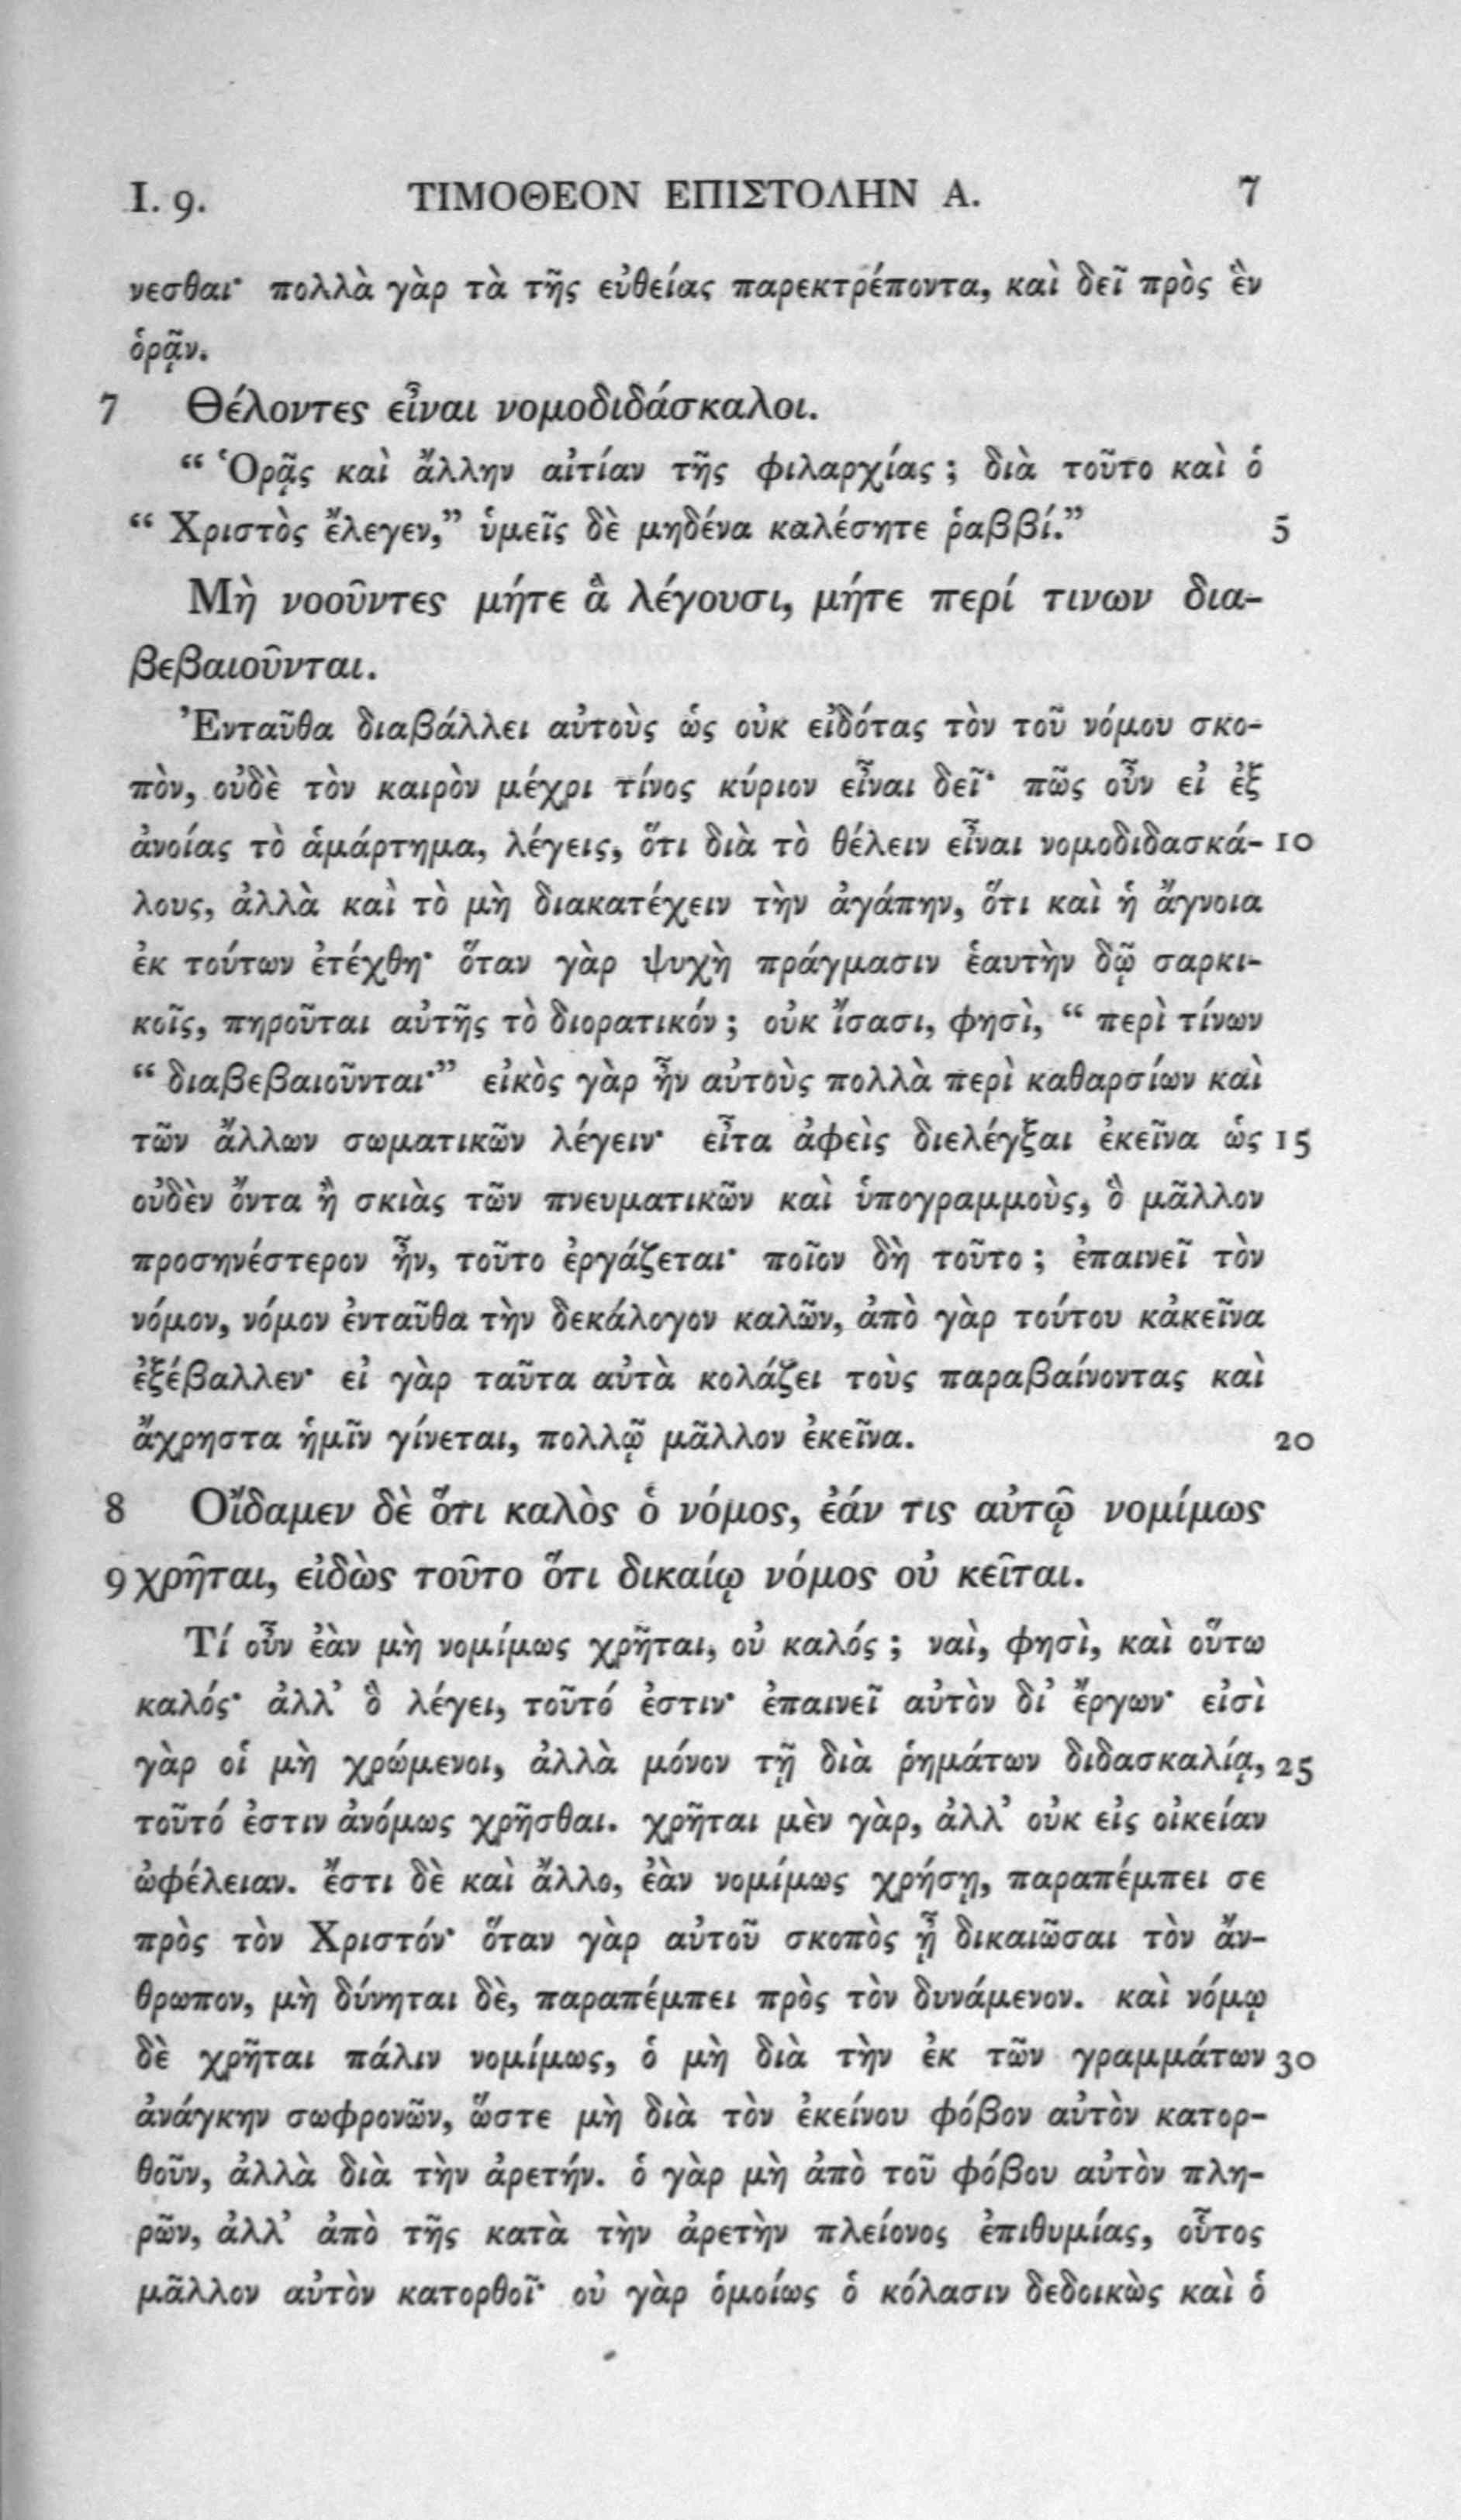 I. 9. ΤΙΜΟΘΕΟΝ ΕΠΙΣΤΟΛΗΝ Α. 7
νεσθαι· πολλὰ γὰρ τὰ τῆς εὐθείας παρεκτρέποντα, καὶ δεῖ πρὸς ἓν
ὁρᾷν.
7 Θέλοντες εἶναι νομοδιδάσκαλοι.
“ Ὁρᾷς καὶ ἄλλην αἰτίαν τῆς φιλαρχίας ; διὰ τοῦτο καὶ ὁ
“ Χριστὸς ἔλεγεν,” ὑμεῖς δὲ μηδένα καλέσητε ῥαββί.” 5
Μὴ νοοῦντες μήτε ἃ λέγουσι, μήτε περί τινων δια-
βεβαιοῦνται.
Ἐνταῦθα διαβάλλει αὐτοὺς ὡς οὐκ εἰδότας τὸν τοῦ νόμου σκο-
πὸν, οὐδὲ τὸν καιρὸν μέχρι τίνος κύριον εἶναι δεῖ· πῶς οὖν εἰ ἐξ
ἀνοίας τὸ ἁμάρτημα, λέγεις, ὅτι διὰ τὸ θέλειν εἶναι νομοδιδασκά- 10
λους, ἀλλὰ καὶ τὸ μὴ διακατέχειν τὴν ἀγάπην, ὅτι καὶ ἡ ἄγνοια
ἐκ τούτων ἐτέχθη· ὅταν γὰρ ψυχὴ πράγμασιν ἑαυτὴν δῷ σαρκι-
κοῖς, πηροῦται αὐτῆς τὸ διορατικόν ; οὐκ ἴσασι, φησὶ, “ περὶ τίνων
“ διαβεβαιοῦνται·” εἰκὸς γὰρ ἦν αὐτοὺς πολλὰ περὶ καθαρσίων καὶ
τῶν ἄλλων σωματικῶν λέγειν· εἶτα ἀφεὶς διελέγξαι ἐκεῖνα ὡς 15
οὐδὲν ὄντα ἢ σκιὰς τῶν πνευματικῶν καὶ ὑπογραμμοὺς, ὃ μᾶλλον
προσηνέστερον ἦν, τοῦτο ἐργάζεται· ποῖον δὴ τοῦτο ; ἐπαινεῖ τὸν
νόμον, νόμον ἐνταῦθα τὴν δεκάλογον καλῶν, ἀπὸ γὰρ τούτου κἀκεῖνα
ἐξέβαλλεν· εἰ γὰρ ταῦτα αὐτὰ κολάζει τοὺς παραβαίνοντας καὶ
ἄχρηστα ἡμῖν γίνεται, πολλῷ μᾶλλον ἐκεῖνα. 20
8 Οἴδαμεν δὲ ὅτι καλὸς ὁ νόμος, ἐάν τις αὐτῷ νομίμως
9 χρῆται, εἰδὼς τοῦτο ὅτι δικαίῳ νόμος οὐ κεῖται.
Τί οὖν ἐὰν μὴ νομίμως χρῆται, οὐ καλός ; ναὶ, φησὶ, καὶ οὕτω
καλός· ἀλλ’ ὃ λέγει, τοῦτό ἐστιν· ἐπαινεῖ αὐτὸν δι’ ἔργων· εἰσὶ
γὰρ οἱ μὴ χρώμενοι, ἀλλὰ μόνον τῇ διὰ ῥημάτων διδασκαλίᾳ, 25
τοῦτό ἐστιν ἀνόμως χρῆσθαι. χρῆται μὲν γὰρ, ἀλλ’ οὐκ εἰς οἰκείαν
ὠφέλειαν. ἔστι δὲ καὶ ἄλλο, ἐὰν νομίμως χρήσῃ, παραπέμπει σε
πρὸς τὸν Χριστόν· ὅταν γὰρ αὐτοῦ σκοπὸς ᾖ δικαιῶσαι τὸν ἄν-
θρωπον, μὴ δύνηται δὲ, παραπέμπει πρὸς τὸν δυνάμενον. καὶ νόμῳ
δὲ χρῆται πάλιν νομίμως, ὁ μὴ διὰ τὴν ἐκ τῶν γραμμάτων 30
ἀνάγκην σωφρονῶν, ὥστε μὴ διὰ τὸν ἐκείνου φόβον αὐτὸν κατορ-
θοῦν, ἀλλὰ διὰ τὴν ἀρετήν. ὁ γὰρ μὴ ἀπὸ τοῦ φόβου αὐτὸν πλη-
ρῶν, ἀλλ’ ἀπὸ τῆς κατὰ τὴν ἀρετὴν πλείονος ἐπιθυμίας, οὗτος
μᾶλλον αὐτὸν κατορθοῖ· οὐ γὰρ ὁμοίως ὁ κόλασιν δεδοικὼς καὶ ὁ